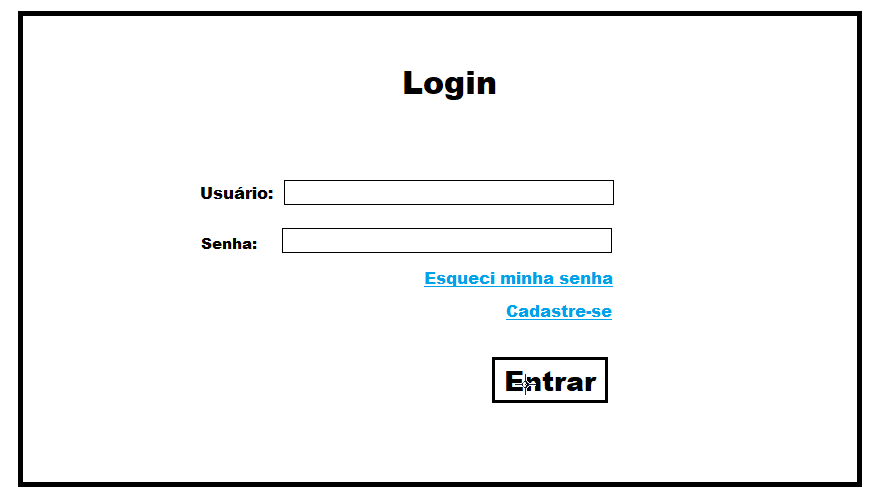 Login
Usuário:
Senha:
Esqueci minha senha
Cadastre-se
Entrar